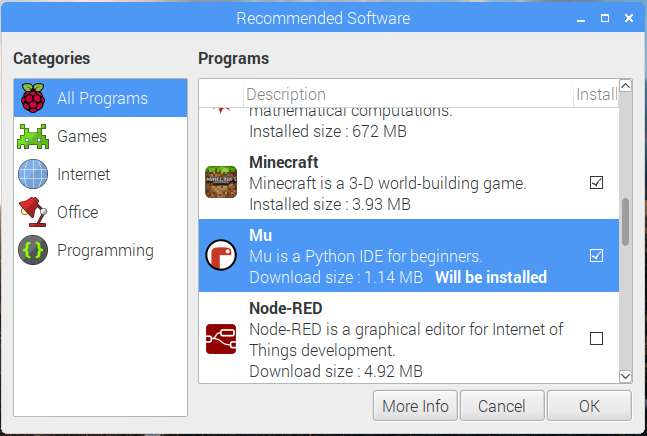 Recommended Software
Categories
Programs
All Programs
Games
Internet
Office
Programming
Description
Install
mathematical computations.
Installed size : 672 MB
Minecraft
Minecraft is a 3-D world-building game.
Installed size : 3.93 MB
Mu
Mu is a Python IDE for beginners.
Download size : 1.14 MB Will be installed
Node-RED
Node-RED is a graphical editor for Internet of
Things development.
Download size : 4.92 MB
More Info
Cancel
OK